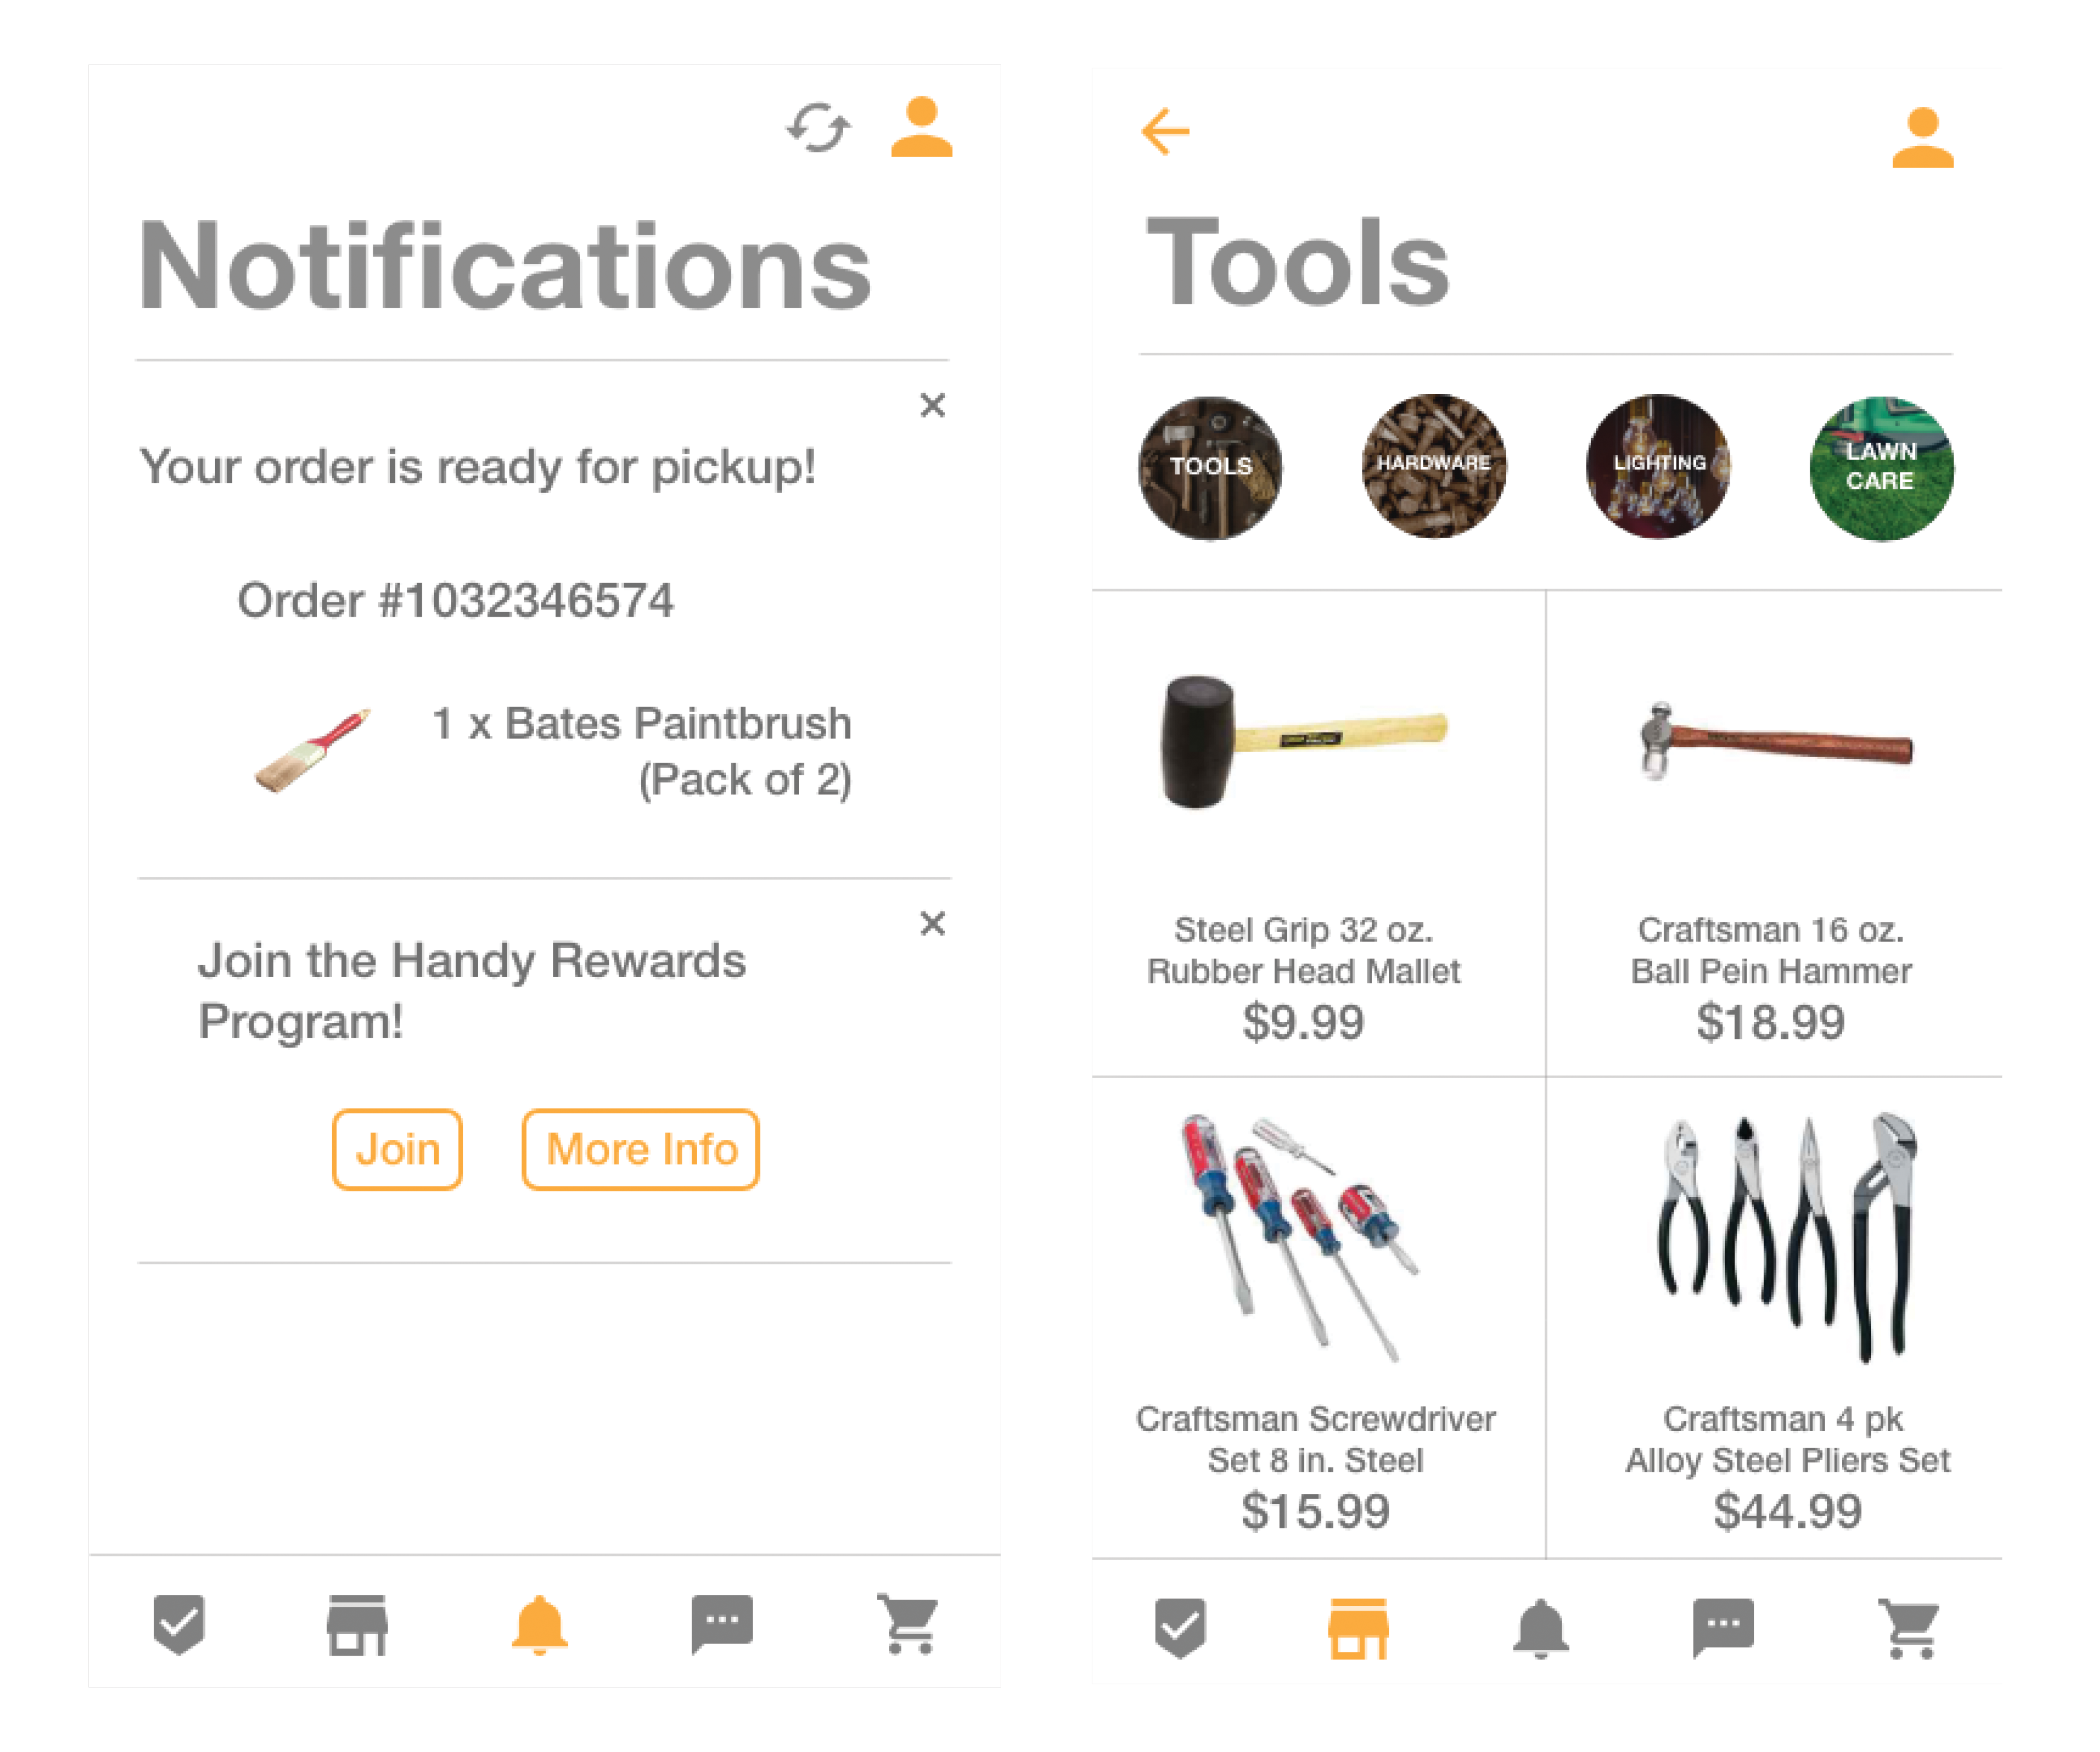 Notifications
Your order is ready for pickup!
Order #1032346574
1 x Bates Paintbrush
(Pack of 2)
Join the Handy Rewards
Program!
Join
More Info
Tools
TOOLS
HARDWARE
LIGHTING
LAWN
CARE
Steel Grip 32 oz.
Rubber Head Mallet
$9.99
Craftsman 16 oz.
Ball Pein Hammer
$18.99
Craftsman Screwdriver
Set 8 in. Steel
$15.99
Craftsman 4 pk
Alloy Steel Pliers Set
$44.99